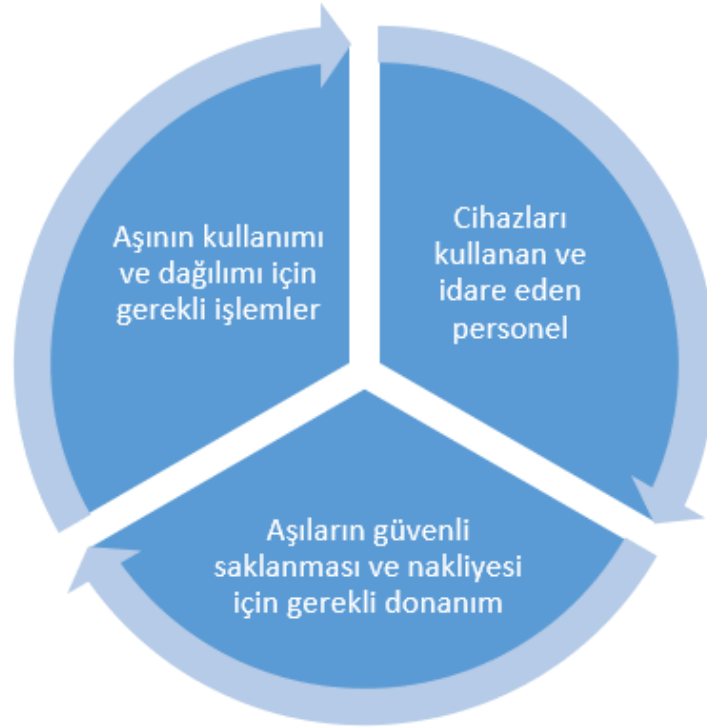 Aşının kullanımı
ve dağılımı için
gerekli işlemler
Cihazları
kullanan ve
idare eden
personel
Aşıların güvenli
saklanması ve nakliyesi
için gerekli donanım